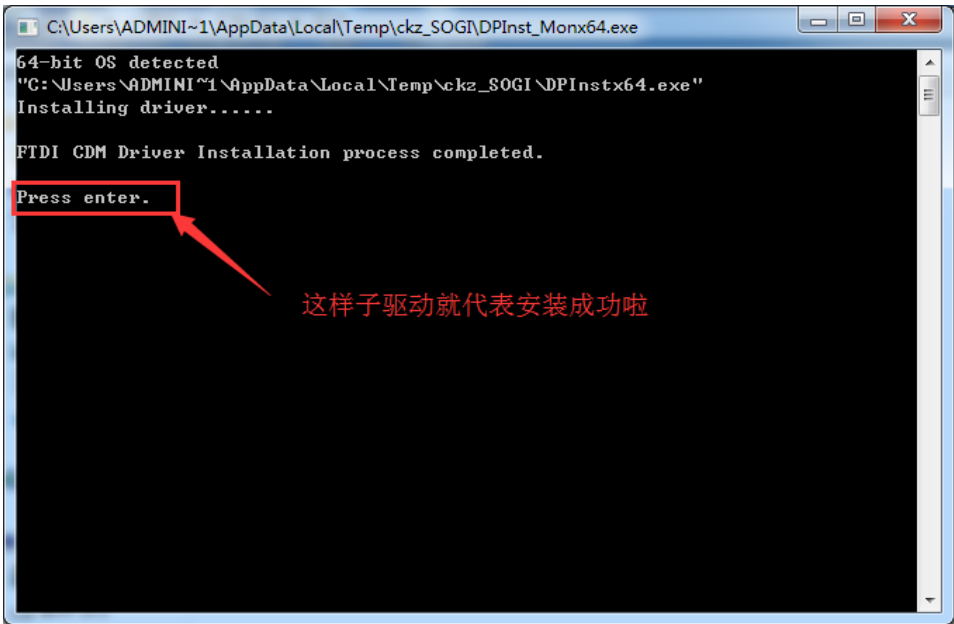 C:\Users\ADMINI~1\AppData\Local\Temp\ckz_SOGI\DPInst_Monx64.exe
64-bit OS detected
"C:\Users\ADMINI~1\AppData\Local\Temp\ckz_SOGI\DPInstx64.exe"
Installing driver......
FTDI CDM Driver Installation process completed.
Press enter.
这样子驱动就代表安装成功啦